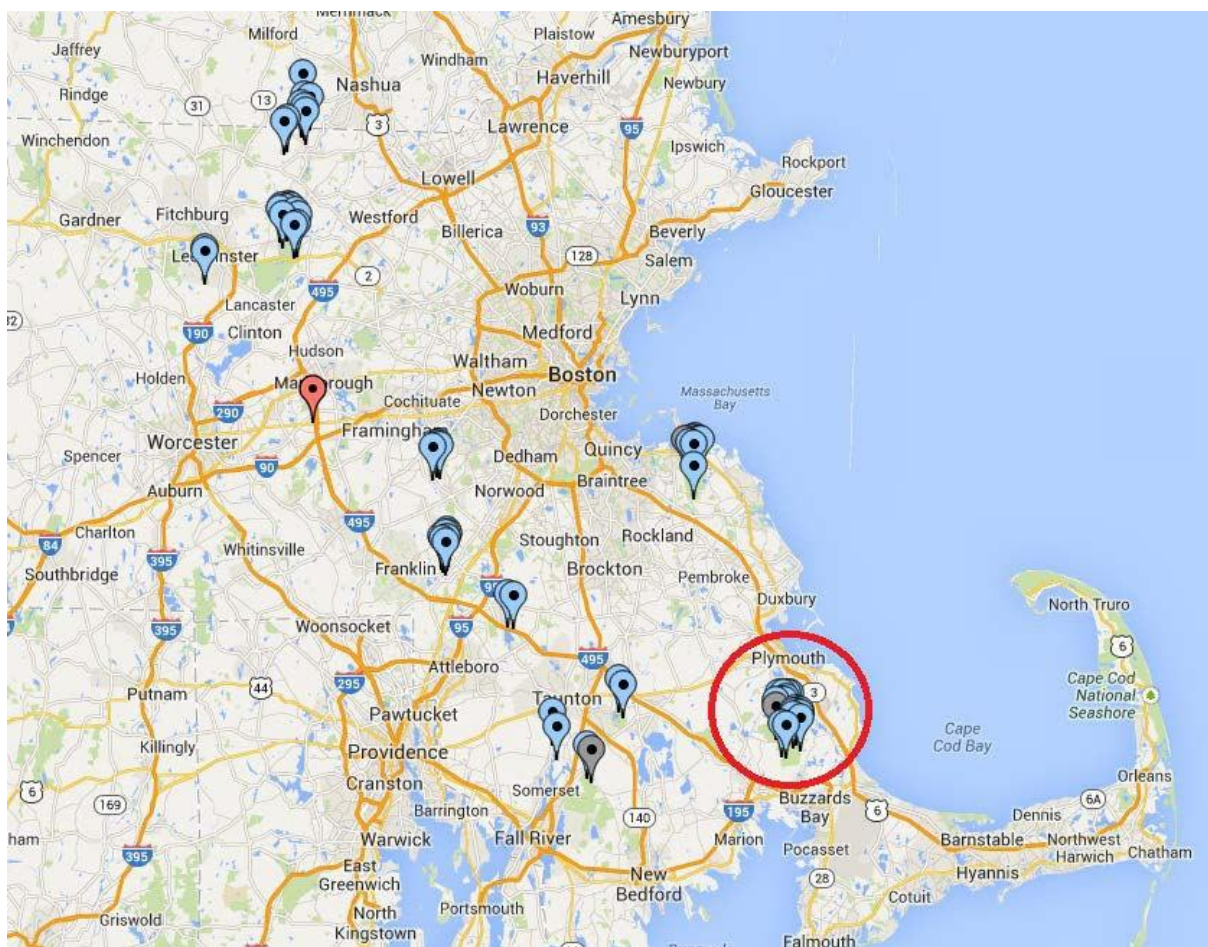 Merrimack
Amesbury
Milford
Plaistow
Jaffrey
Newburyport
Windham
Haverhill
Newbury
Nashua
Rindge
31
13
3
Lawrence
95
Winchendon
Ipswich
Rockport
Lowell
Gloucester
Fitchburg
Westford
Gardner
93
Billerica
Beverly
128
Salem
2
495
Woburn
Lynn
Lancaster
190
Clinton
Medford
Hudson
Waltham
Holden
Boston
Newton
Cochituate
Massachusetts
Bay
290
Dorchester
Framingham
Worcester
Quincy
Spencer
Dedham
90
Braintree
Auburn
Norwood
495
Charlton
Stoughton
Rockland
84
Whitinsville
395
Franklin
Brockton
Southbridge
Pembroke
Duxbury
North Truro
395
Woonsocket
95
6
Plymouth
495
Attleboro
Cape Cod
National
Seashore
44
295
3
Putnam
Pawtucket
Cape
Cod Bay
Killingly
Providence
Orleans
Cranston
Somerset
6
Buzzards
Bay
169
6A
Barrington
195
6
Dennis
140
Warwick
Fall River
Marion
Barnstable
Northwest
Harwich
Chatham
395
Pocasset
East
Greenwich
New
Bedford
Hyannis
28
Cotuit
Portsmouth
North
Kingstown
Griswold
Falmouth